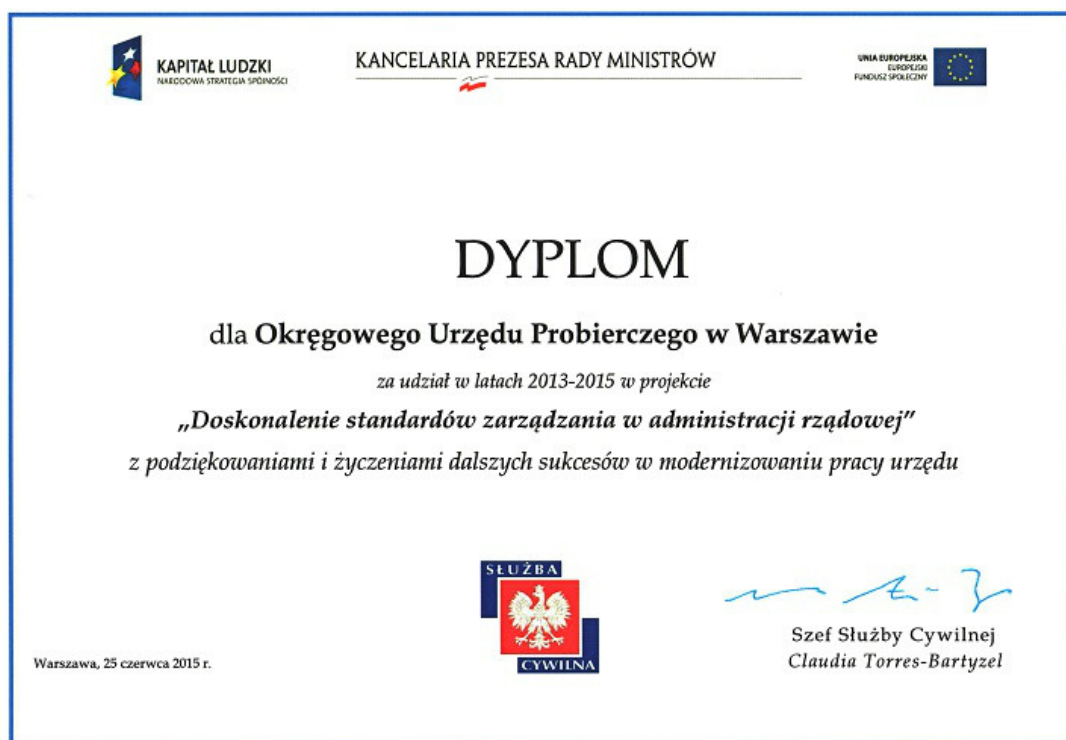 KAPITAŁ LUDZKI
NARODOWA STRATEGIA SPÓJNOŚCI
KANCELARIA PREZESA RADY MINISTRÓW
UNIA EUROPEJSKA
EUROPEJSKI
FUNDUSZ SPOŁECZNY
DYPLOM
dla Okręgowego Urzędu Probierczego w Warszawie
za udział w latach 2013-2015 w projekcie
„Doskonalenie standardów zarządzania w administracji rządowej”
z podziękowaniami i życzeniami dalszych sukcesów w modernizowaniu pracy urzędu
SŁUŻBA
CYWILNA
Szef Służby Cywilnej
Claudia Torres-Bartyzel
Warszawa, 25 czerwca 2015 r.